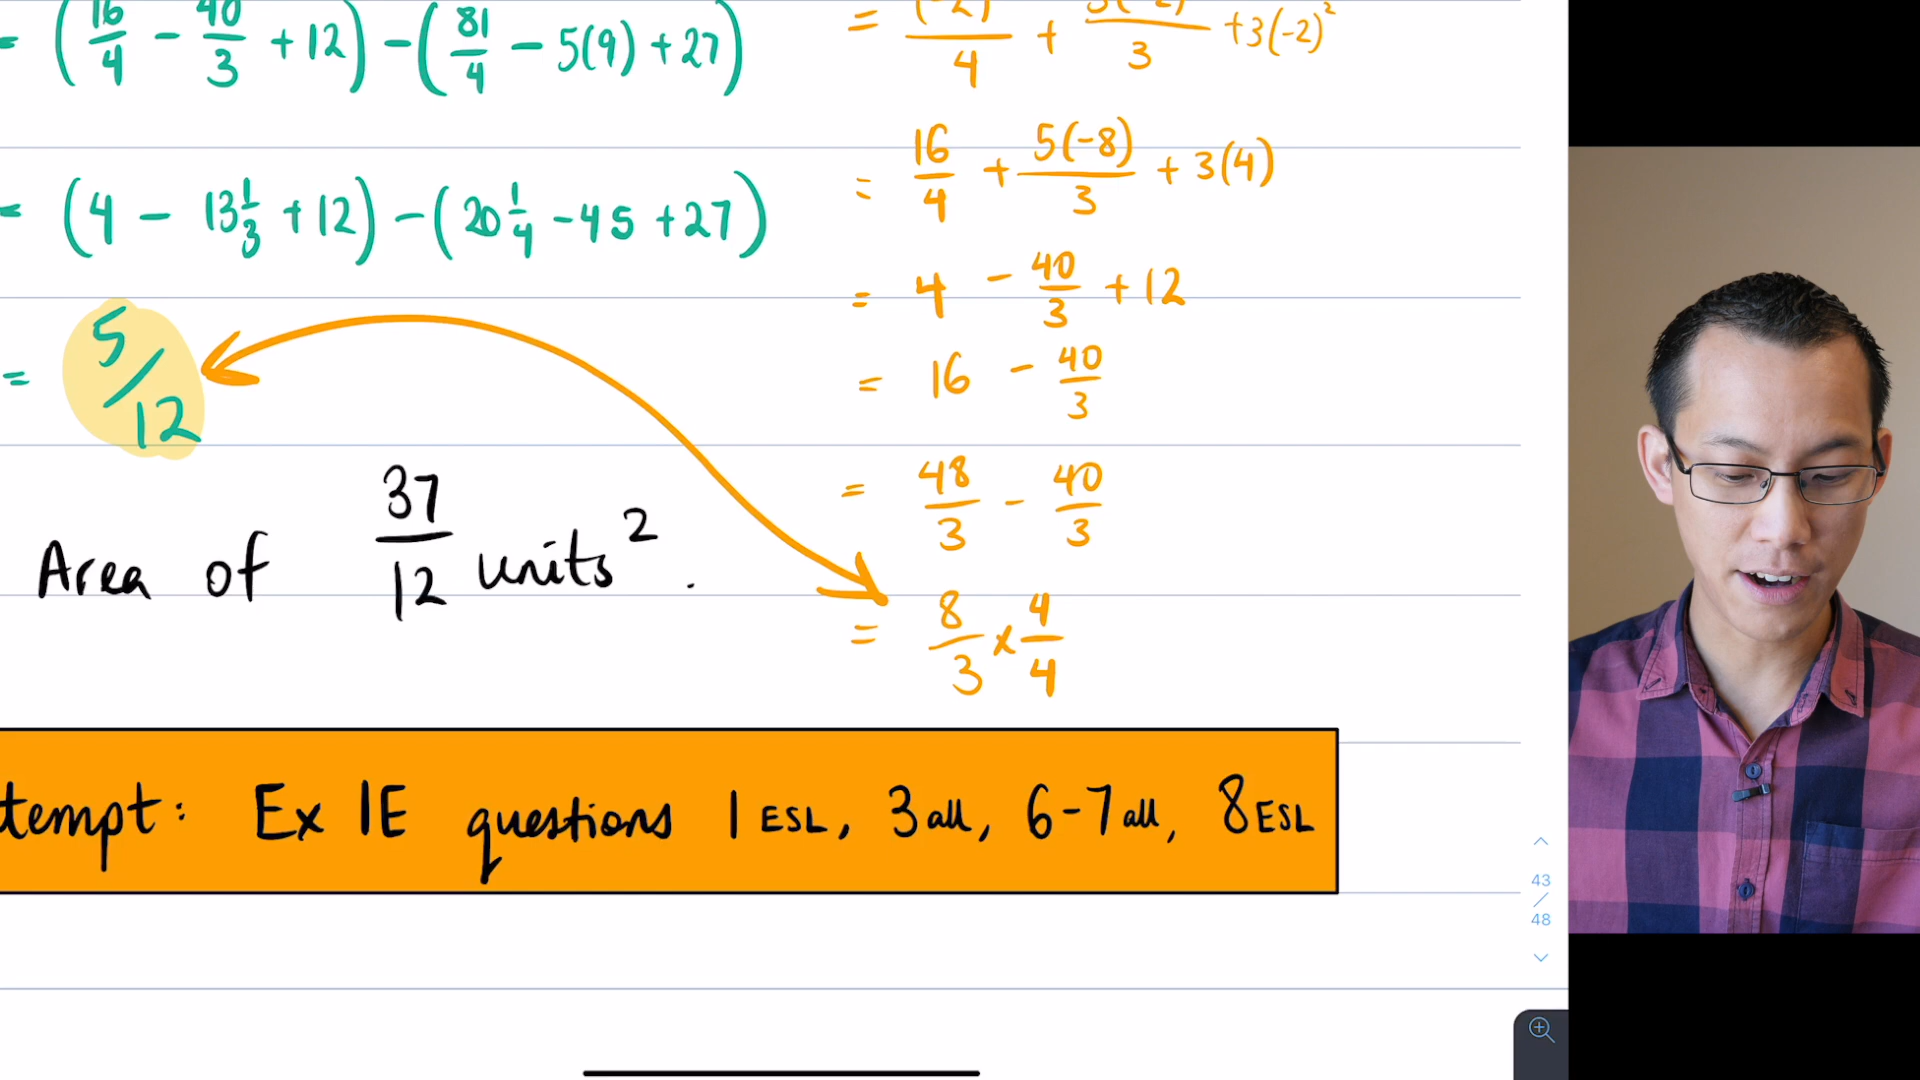 = (16/4 - 40/3 + 12) - (81/4 - 5(9) + 27)
= (4 - 13 1/3 + 12) - (20 1/4 - 45 + 27)
= 5/12
Area of 37/12 units².
= (-2)/4 + /3 + 3(-2)²
= 16/4 + 5(-8)/3 + 3(4)
= 4 - 40/3 + 12
= 16 - 40/3
= 48/3 - 40/3
= 8/3 × 4/4
tempt: Ex 1E questions 1 ESL, 3 all, 6-7 all, 8 ESL
43
/
48